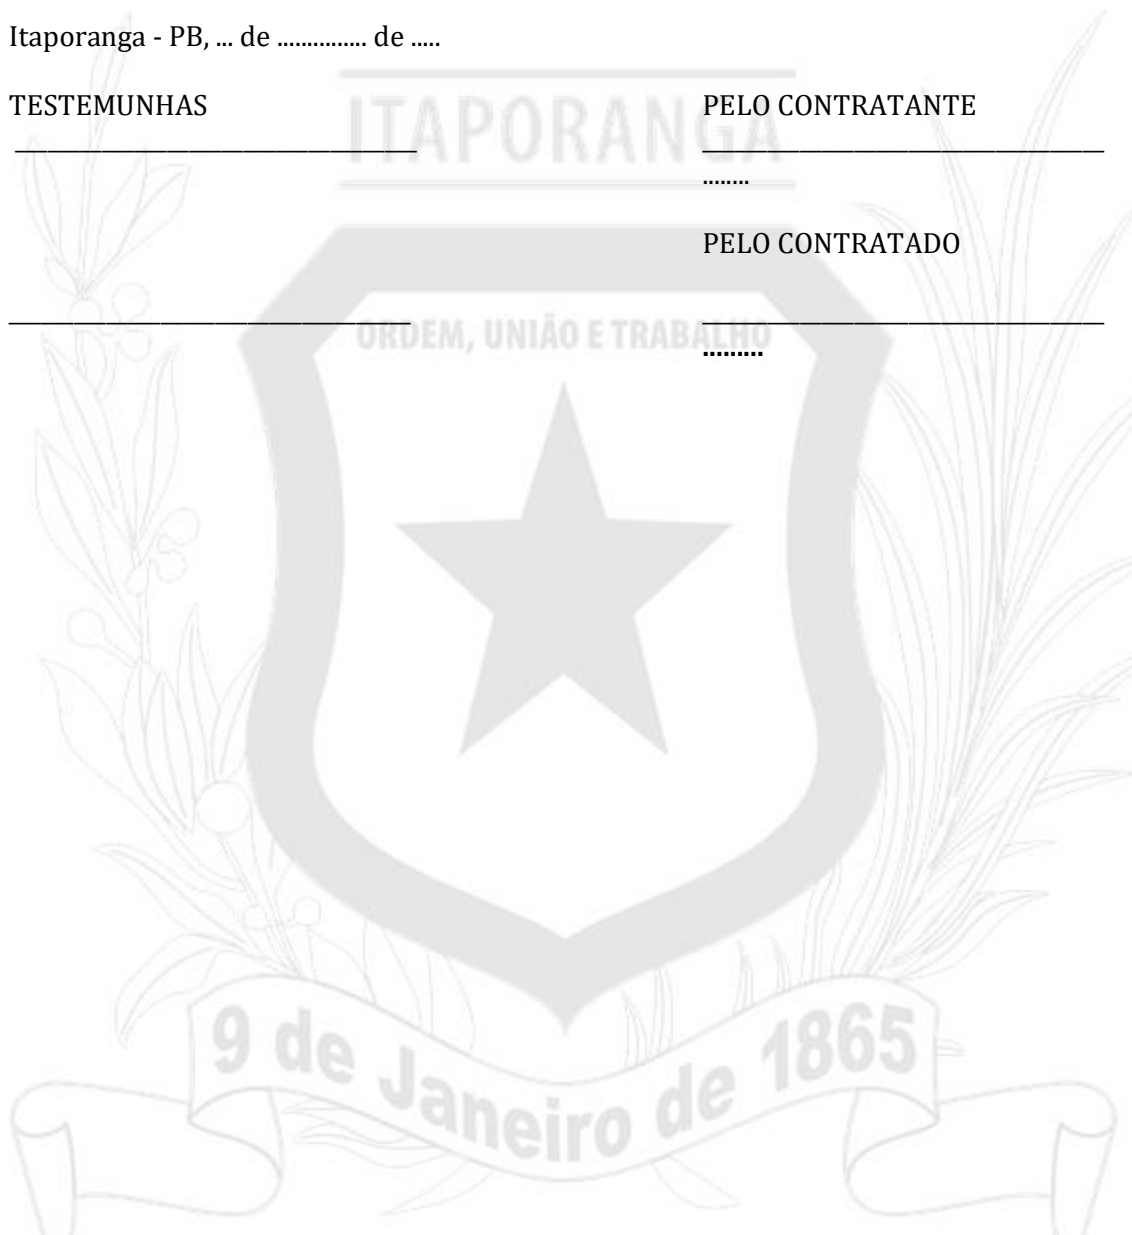 Itaporanga - PB, ... de ............... de .....
TESTEMUNHAS
PELO CONTRATANTE
ITAPORANGA
........
PELO CONTRATADO
ORDEM, UNIÃO E TRABALHO
.........
9 de Janeiro de 1865